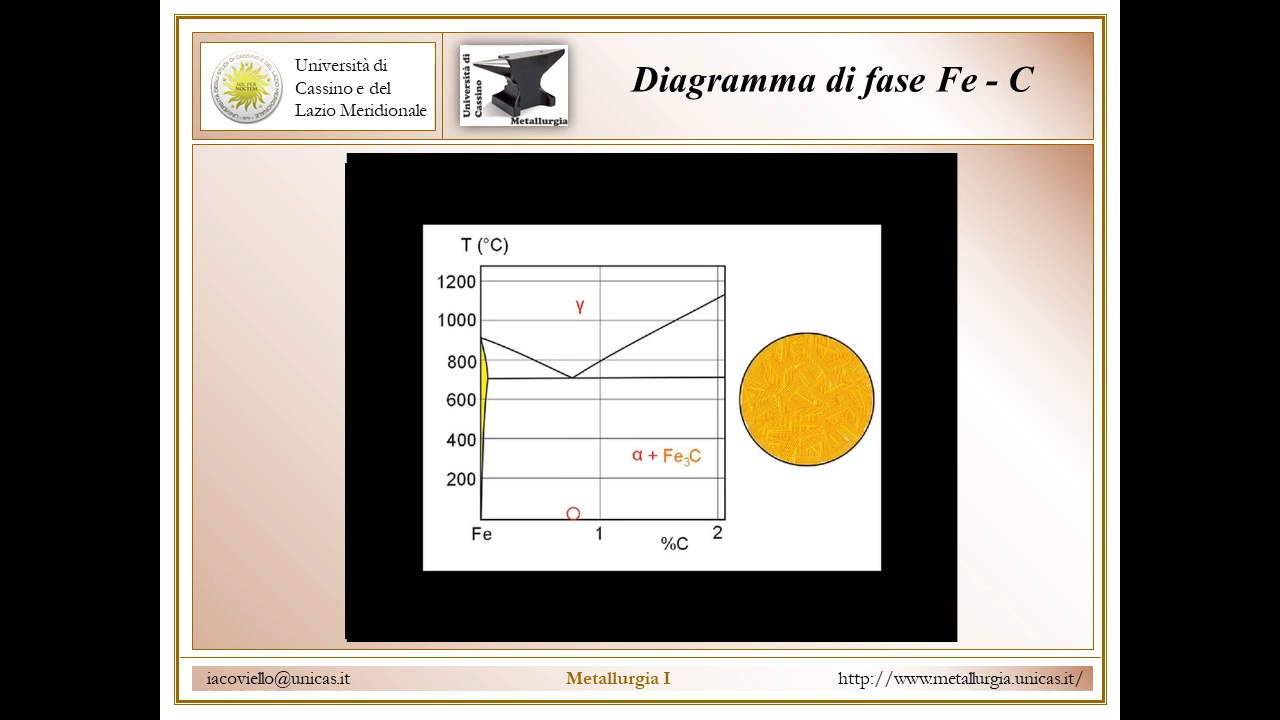 Università di
Cassino e del
Lazio Meridionale
Università di
Cassino
Metallurgia
Diagramma di fase Fe - C
T (°C)
1200
1000
800
600
400
200
γ
α + Fe₃C
Fe
1
2
%C
iacoviello@unicas.it
Metallurgia I
http://www.metallurgia.unicas.it/